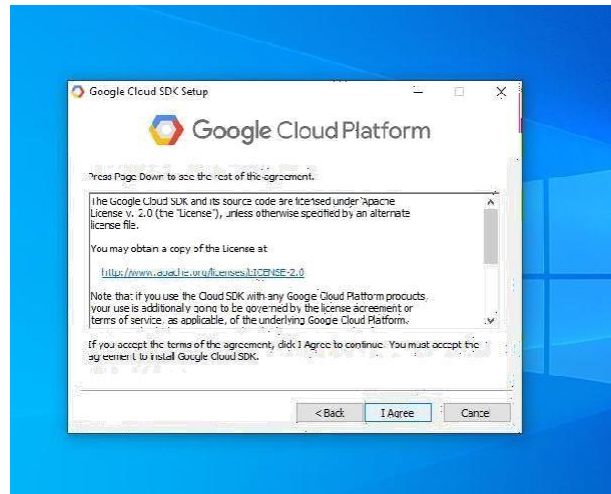 Google Cloud SDK Setup
Google Cloud Platform
Press Page Down to see the rest of the agreement.
The Google Cloud SDK and its source code are licensed under Apache
License v. 2.0 (the "License"), unless otherwise specified by an alternate
license file.
You may obtain a copy of the License at
http://www.apache.org/licenses/LICENSE-2.0
Note that if you use the Cloud SDK with any Google Cloud Platform products,
your use is additionally going to be governed by the license agreement or
terms of service, as applicable, of the underlying Google Cloud Platform.
If you accept the terms of the agreement, click I Agree to continue. You must accept the
agreement to install Google Cloud SDK.
< Back I Agree Cancel